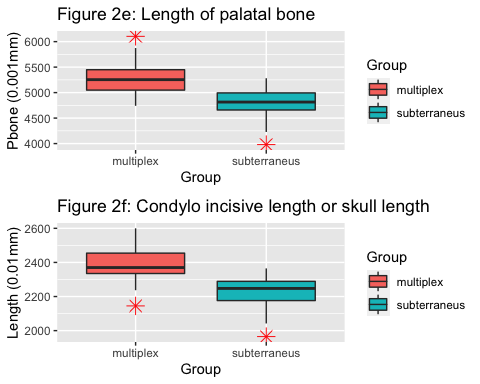 Figure 2e: Length of palatal bone
Pbone (0.001mm)
6000
5500
5000
4500
4000
multiplex
subterraneus
Group
Group
multiplex
subterraneus
Figure 2f: Condylo incisive length or skull length
Length (0.01mm)
2600
2400
2200
2000
multiplex
subterraneus
Group
Group
multiplex
subterraneus